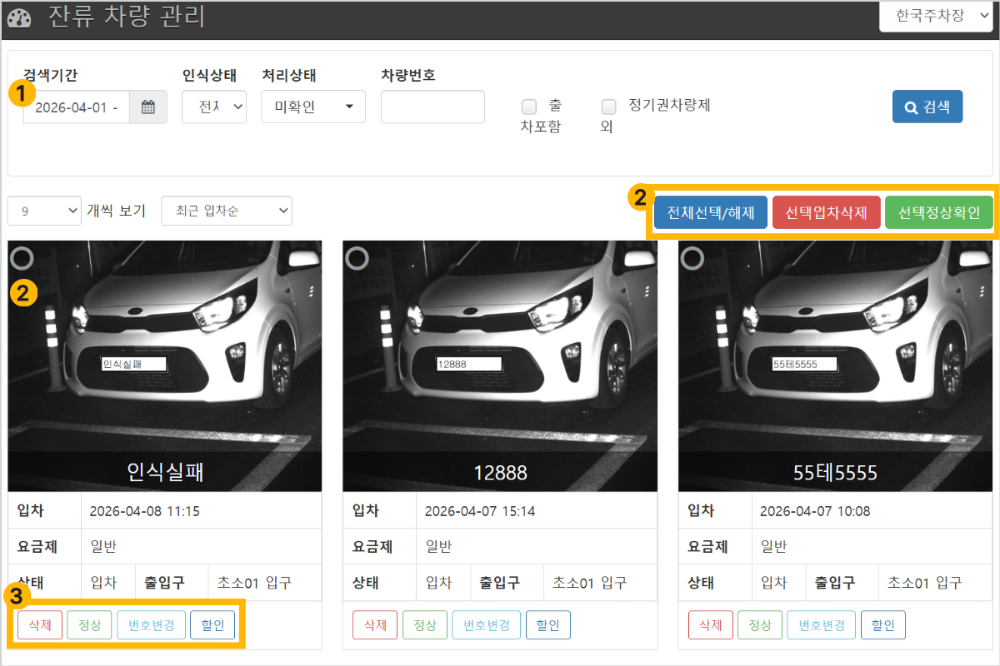 잔류 차량 관리
한국주차장
검색기간 인식상태 처리상태 차량번호
1
2026-04-01 - 미확인 출차포함 정기권차량제외 검색
9 개씩 보기 최근 입차순
2 전체선택/해제 선택입차삭제 선택정상확인
2
인식실패 12888 55테5555
인식실패 12888 55테5555
입차 2026-04-08 11:15 입차 2026-04-07 15:14 입차 2026-04-07 10:08
요금제 일반 요금제 일반 요금제 일반
상태 입차 출입구 초소01 입구 상태 입차 출입구 초소01 입구 상태 입차 출입구 초소01 입구
3
삭제 정상 번호변경 할인 삭제 정상 번호변경 할인 삭제 정상 번호변경 할인